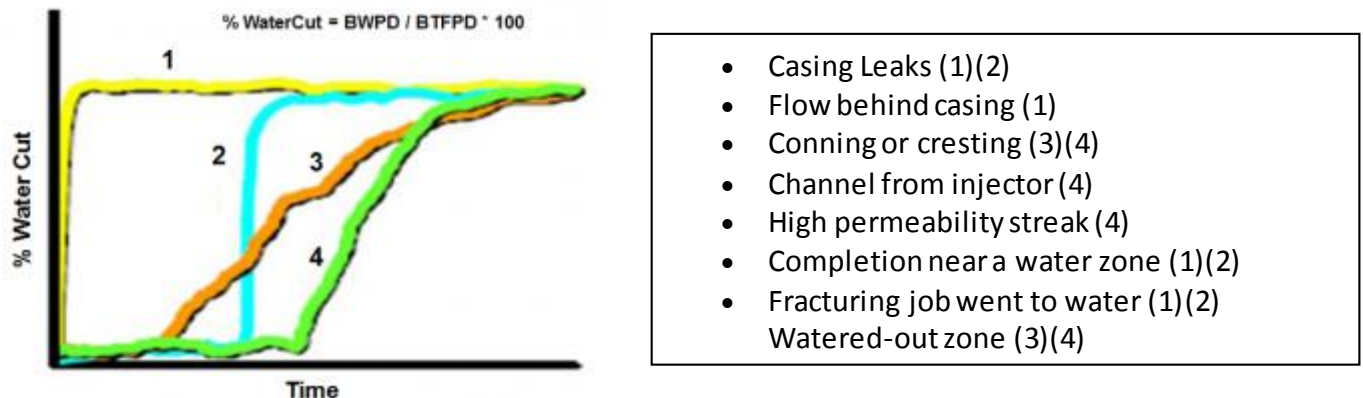 % WaterCut = BWPD / BTFPD * 100
1
2
3
4
% Water Cut
Time
• Casing Leaks (1)(2)
• Flow behind casing (1)
• Conning or cresting (3)(4)
• Channel from injector (4)
• High permeability streak (4)
• Completion near a water zone (1)(2)
• Fracturing job went to water (1)(2)
Watered-out zone (3)(4)